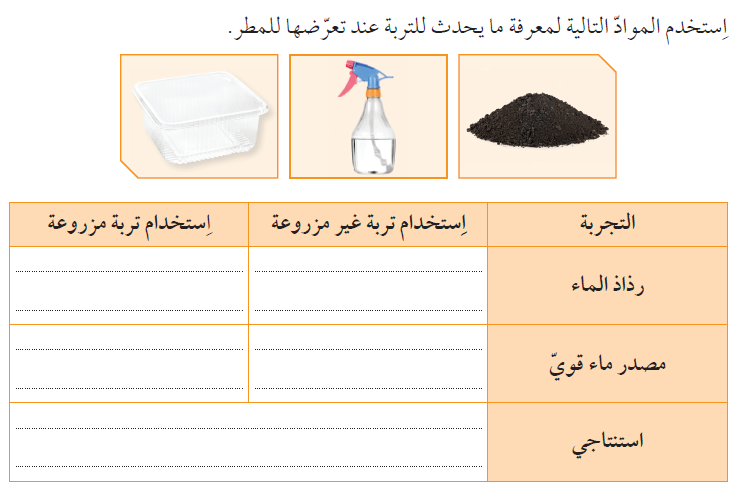 اِستخدم الموادّ التالية لمعرفة ما يحدث للتربة عند تعرّضها للمطر.
التجربة
اِستخدام تربة غير مزروعة
اِستخدام تربة مزروعة
رذاذ الماء
مصدر ماء قويّ
استنتاجي